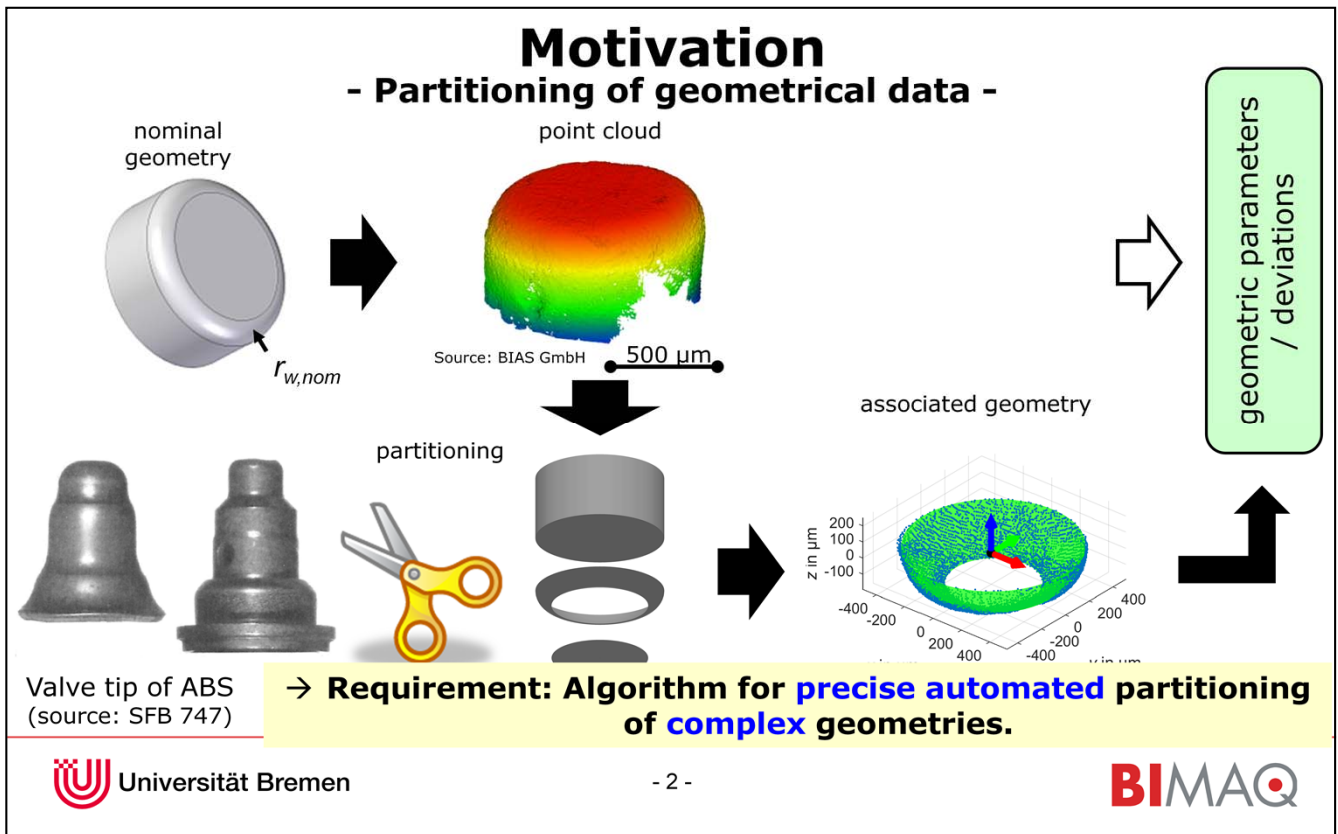 Motivation
- Partitioning of geometrical data -
nominal
geometry
point cloud
r_{w,nom}
Source: BIAS GmbH
500 µm
geometric parameters
/ deviations
partitioning
associated geometry
z in µm
200
100
0
-100
-400
-200
0
200
400
400
200
0
-200
-400
y in µm
Valve tip of ABS
(source: SFB 747)
→ Requirement: Algorithm for precise automated partitioning
of complex geometries.
Universität Bremen
- 2 -
BIMAQ